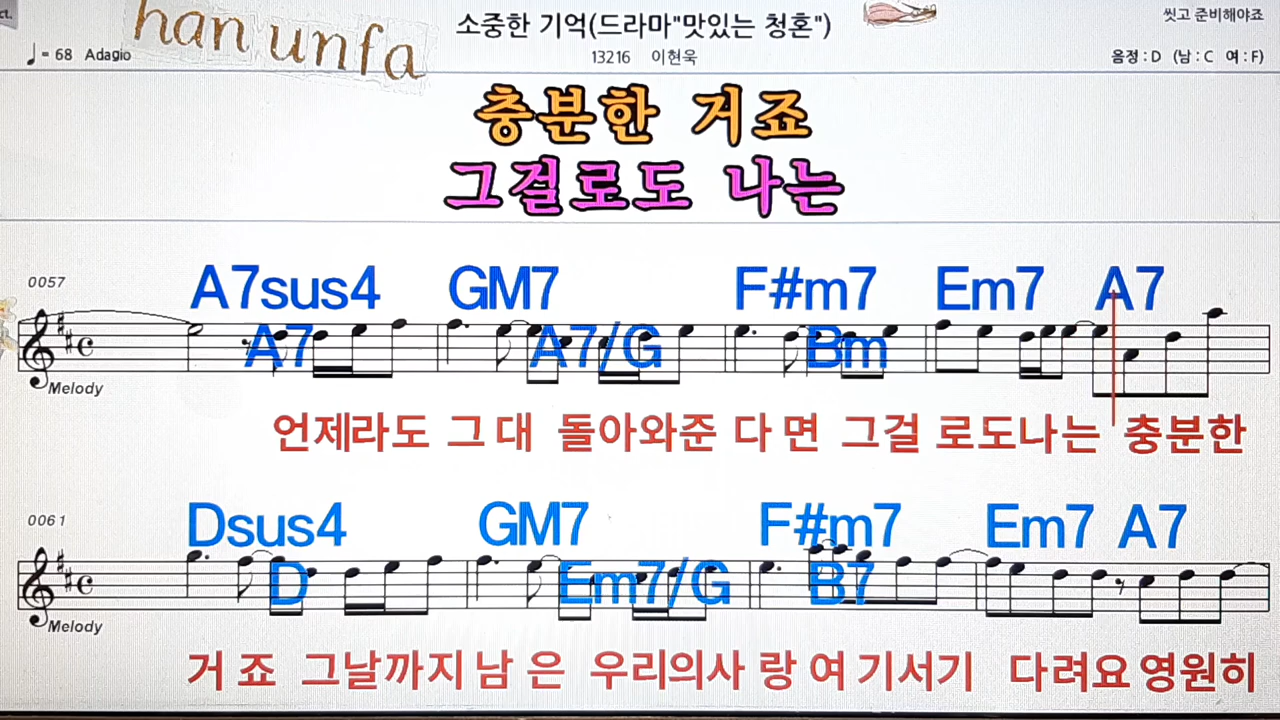 ct.
han unfa
소중한 기억(드라마"맛있는 청혼")
씻고 준비해야죠
♩= 68 Adagio
13216 이현욱
음정 : D (남 : C 여 : F)
충분한 거죠
그걸로도 나는
0057
A7sus4 GM7 F#m7 Em7 A7
A7 A7/G Bm
Melody
언제라도 그대 돌아와준 다면 그걸 로도나는 충분한
0061
Dsus4 GM7 F#m7 Em7 A7
D Em7/G B7
Melody
거죠 그날까지 남은 우리의사 랑 여기서기 다려요 영원히